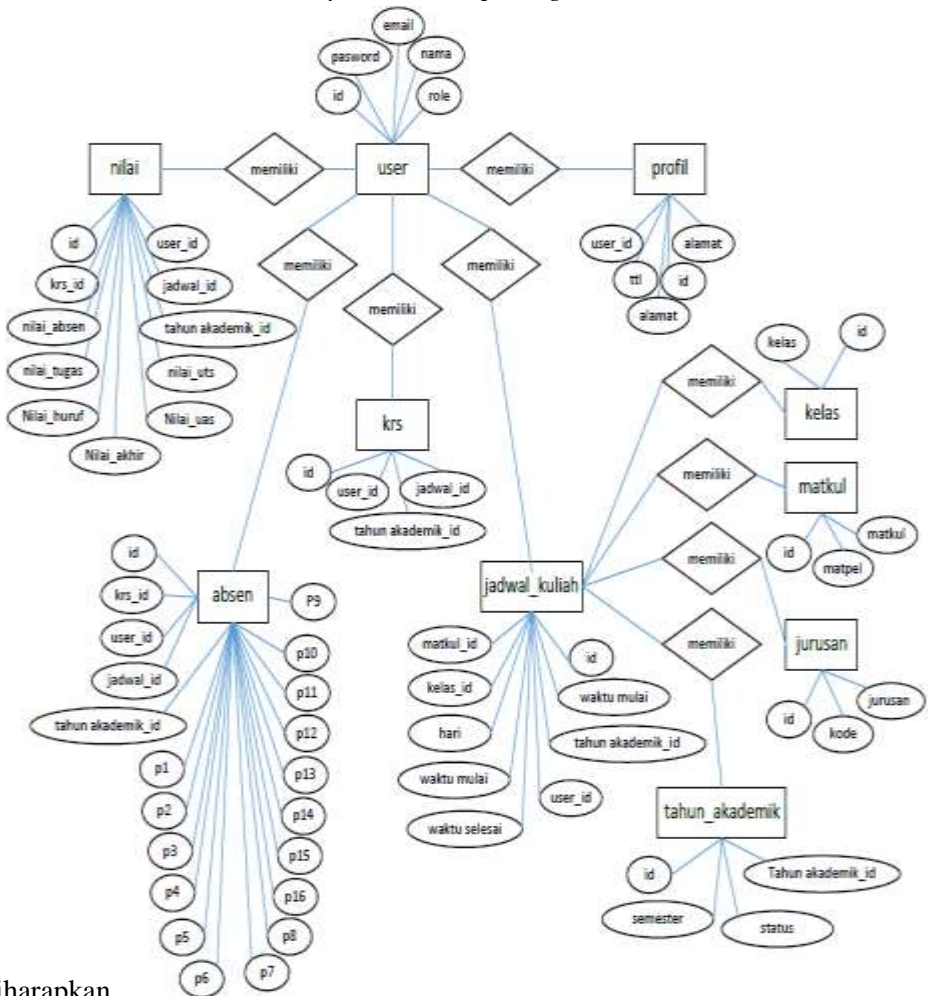 email
pasword
nama
id
role
nilai
memiliki
user
memiliki
profil
id
user_id
krs_id
jadwal_id
nilai_absen
tahun akademik_id
nilai_tugas
nilai_uts
Nilai_huruf
Nilai_uas
Nilai_akhir
memiliki
memiliki
memiliki
user_id
alamat
ttl
id
alamat
krs
id
user_id
jadwal_id
tahun akademik_id
memiliki
kelas
id
kelas
memiliki
matkul
id
matpel
matkul
memiliki
jurusan
id
kode
jurusan
memiliki
absen
id
krs_id
user_id
jadwal_id
tahun akademik_id
P9
p10
p11
p12
p13
p14
p15
p16
p1
p2
p3
p4
p5
p6
p7
p8
jadwal_kuliah
matkul_id
kelas_id
hari
waktu mulai
waktu selesai
id
waktu mulai
tahun akademik_id
user_id
tahun_akademik
id
Tahun akademik_id
semester
status
iharapkan